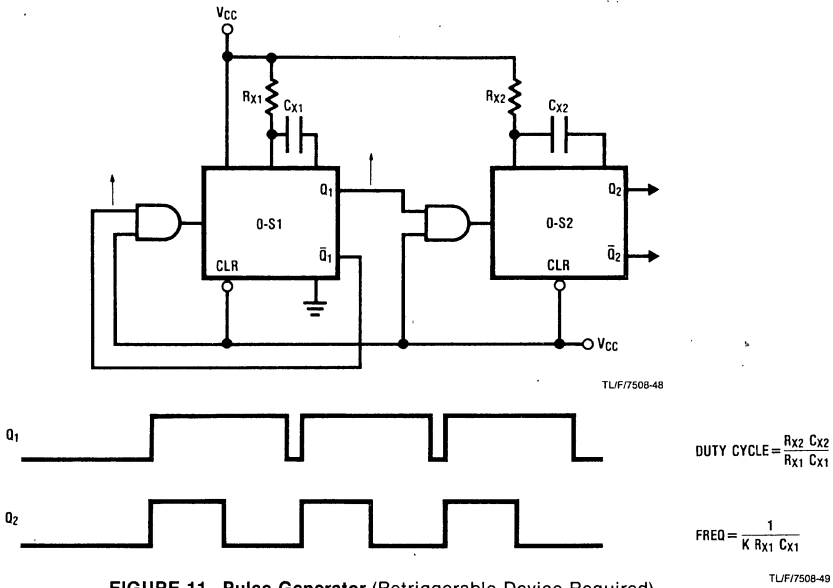 VCC
RX1
CX1
RX2
CX2
Q1
Q2
0-S1
0-S2
Q̄1
Q̄2
CLR
CLR
VCC
TL/F/7508-48
Q1
DUTY CYCLE = RX2 CX2 / RX1 CX1
Q2
FREQ = 1 / K RX1 CX1
TL/F/7508-49
FIGURE 11. Pulse Generator (Retriggerable Device Required)